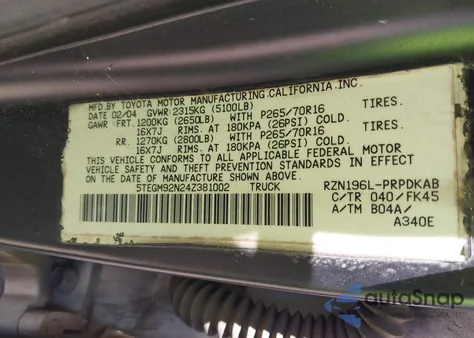 MFD BY TOYOTA MOTOR MANUFACTURING.CALIFORNIA.INC.
DATE 02/04 GVWR: 2315KG (5100LB)
GAWR : FRT. 1200KG (2650LB) WITH P265/70R16 TIRES.
16X7J RIMS. AT 180KPA (26PSI) COLD.
RR. 1270KG (2800LB) WITH P265/70R16 TIRES.
16X7J RIMS. AT 180KPA (26PSI) COLD.
THIS VEHICLE CONFORMS TO ALL APPLICABLE FEDERAL MOTOR
VEHICLE SAFETY AND THEFT PREVENTION STANDARDS IN EFFECT
ON THE DATE OF MANUFACTURE SHOWN ABOVE.
5TEGM92N24Z381002 TRUCK RZN196L-PRPDKAB
C/TR 040/FK45
A/TM B04A/
A340E
autoSnap